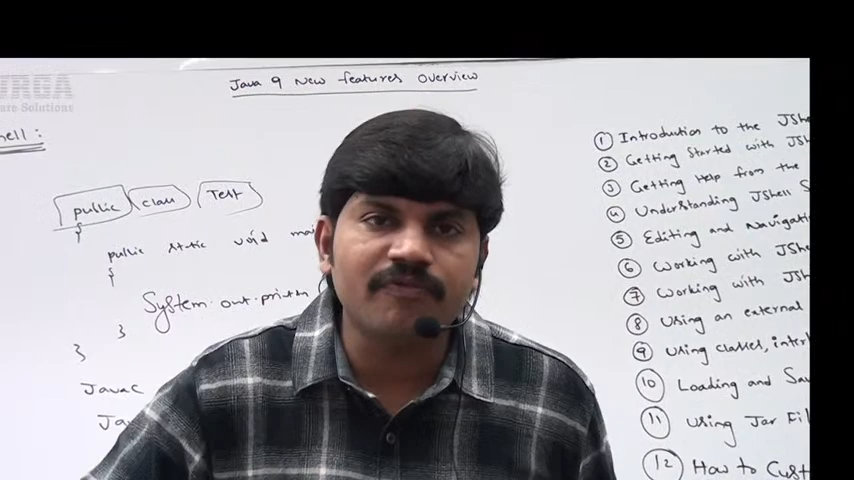 Java 9 New features Overview
are Solutions
hell :
public class Test
{
public static void mai
{
System.out.println
}
}
Javac
Ja
① Introduction to the JShe
② Getting Started with JSh
③ Getting Help from the
④ Understanding JShell S
⑤ Editing and Navigati
⑥ Working with JShe
⑦ Working with JSh
⑧ Using an external
⑨ Using classes, inter
⑩ Loading and Sav
⑪ Using Jar Fil
⑫ How to Cust